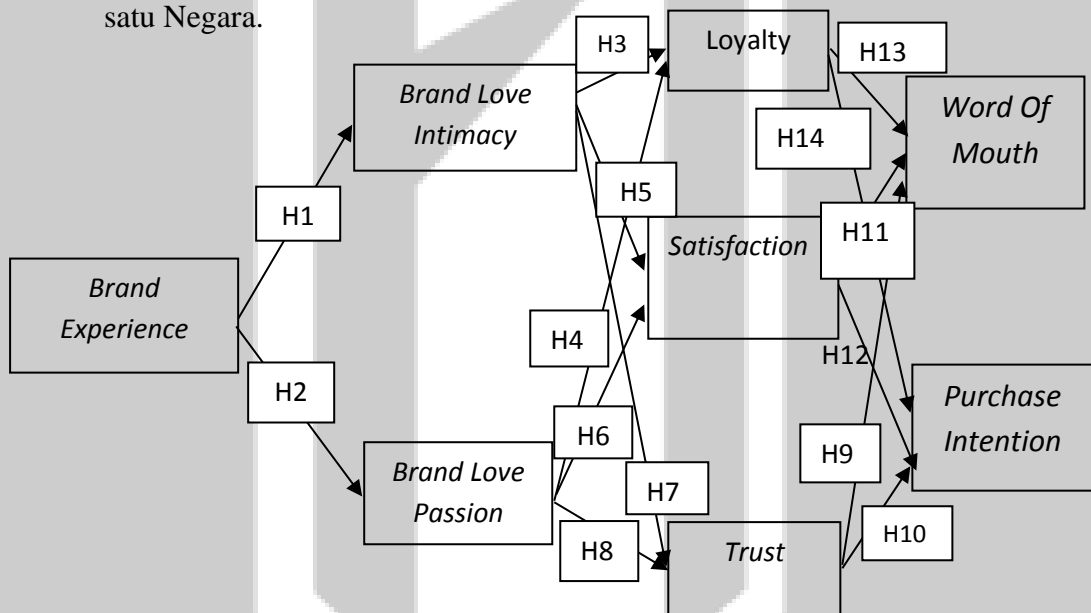 satu Negara.
H3
Loyalty
H13
Brand Love
Intimacy
Word Of
Mouth
H14
H5
H1
H11
Satisfaction
Brand
Experience
H4
H12
H2
Purchase
Intention
H6
H9
Brand Love
Passion
H7
H10
H8
Trust